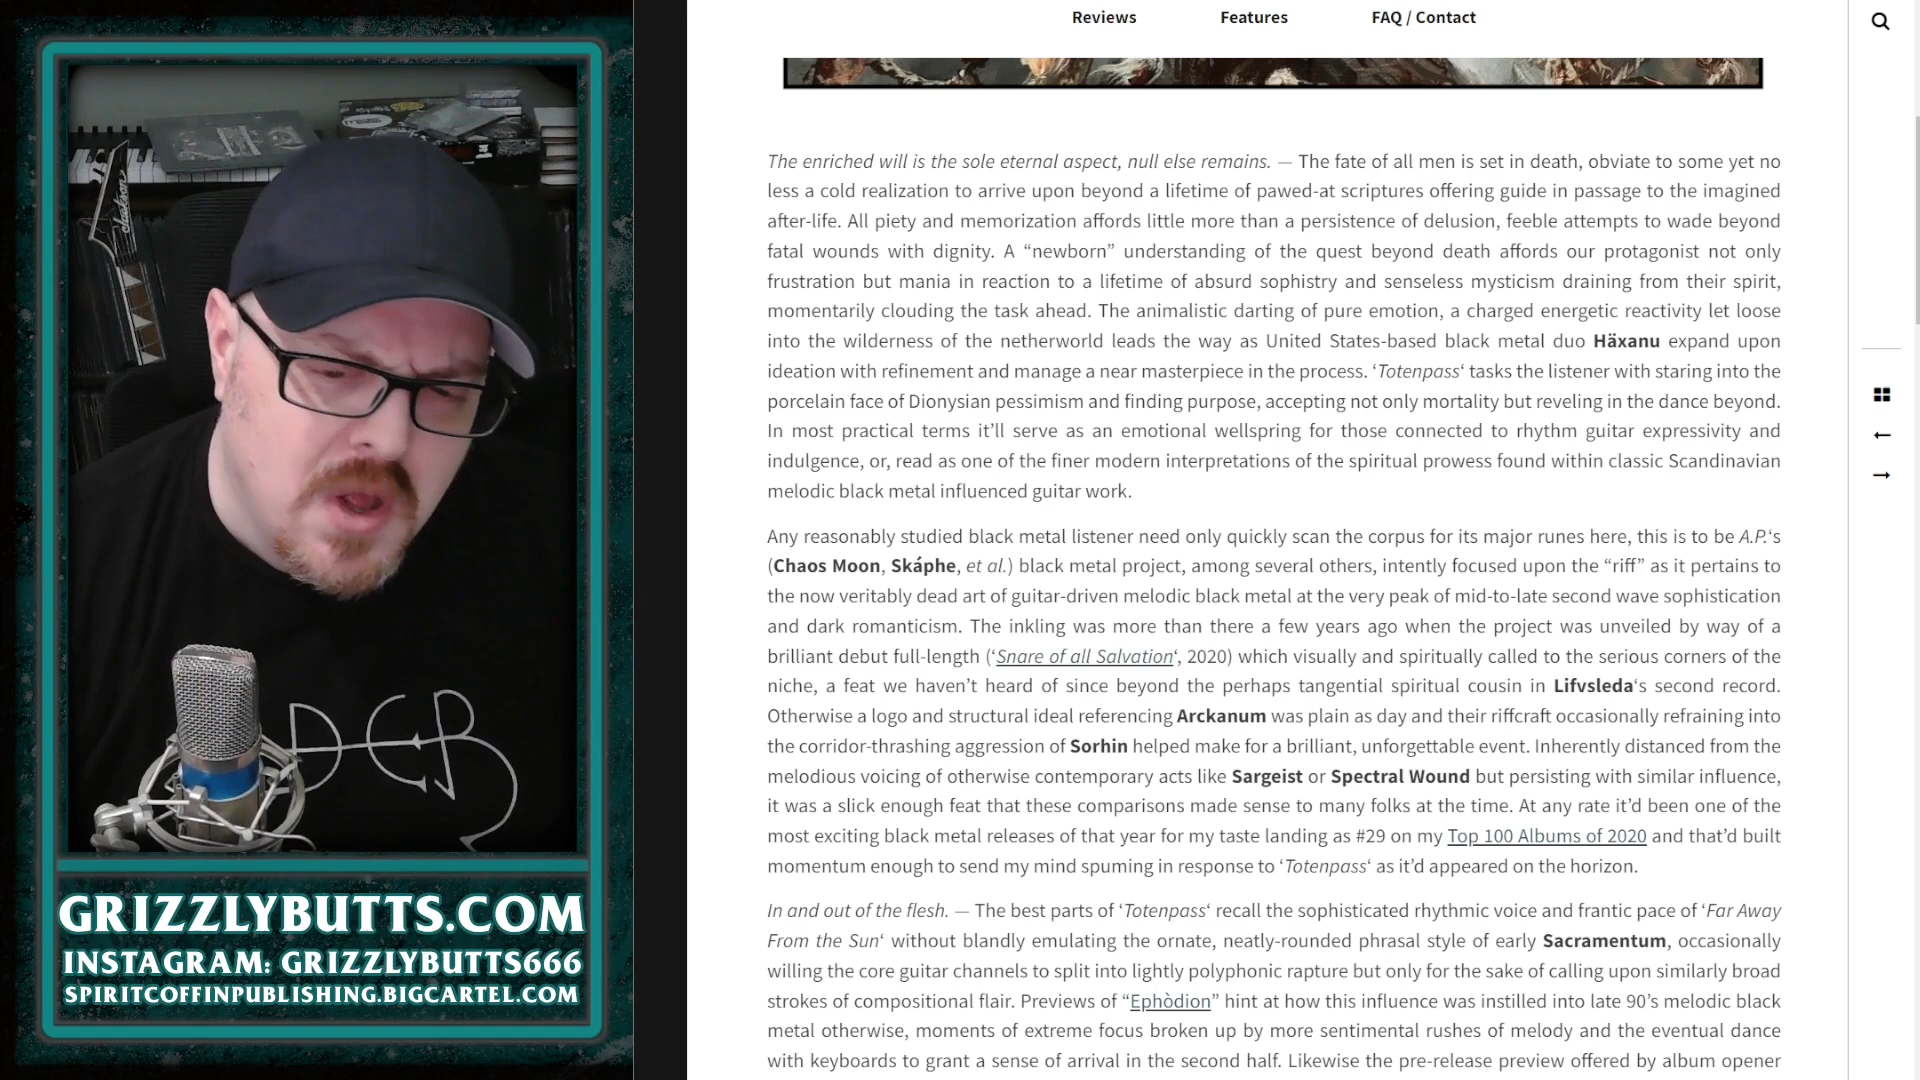 Reviews
Features
FAQ / Contact
The enriched will is the sole eternal aspect, null else remains. — The fate of all men is set in death, obviate to some yet no
less a cold realization to arrive upon beyond a lifetime of pawed-at scriptures offering guide in passage to the imagined
after-life. All piety and memorization affords little more than a persistence of delusion, feeble attempts to wade beyond
fatal wounds with dignity. A “newborn” understanding of the quest beyond death affords our protagonist not only
frustration but mania in reaction to a lifetime of absurd sophistry and senseless mysticism draining from their spirit,
momentarily clouding the task ahead. The animalistic darting of pure emotion, a charged energetic reactivity let loose
into the wilderness of the netherworld leads the way as United States-based black metal duo Häxanu expand upon
ideation with refinement and manage a near masterpiece in the process. ‘Totenpass‘ tasks the listener with staring into the
porcelain face of Dionysian pessimism and finding purpose, accepting not only mortality but reveling in the dance beyond.
In most practical terms it’ll serve as an emotional wellspring for those connected to rhythm guitar expressivity and
indulgence, or, read as one of the finer modern interpretations of the spiritual prowess found within classic Scandinavian
melodic black metal influenced guitar work.
Any reasonably studied black metal listener need only quickly scan the corpus for its major runes here, this is to be A.P.‘s
(Chaos Moon, Skáphe, et al.) black metal project, among several others, intently focused upon the “riff” as it pertains to
the now veritably dead art of guitar-driven melodic black metal at the very peak of mid-to-late second wave sophistication
and dark romanticism. The inkling was more than there a few years ago when the project was unveiled by way of a
brilliant debut full-length (‘Snare of all Salvation‘, 2020) which visually and spiritually called to the serious corners of the
niche, a feat we haven’t heard of since beyond the perhaps tangential spiritual cousin in Lifvsleda‘s second record.
Otherwise a logo and structural ideal referencing Arckanum was plain as day and their riffcraft occasionally refraining into
the corridor-thrashing aggression of Sorhin helped make for a brilliant, unforgettable event. Inherently distanced from the
melodious voicing of otherwise contemporary acts like Sargeist or Spectral Wound but persisting with similar influence,
it was a slick enough feat that these comparisons made sense to many folks at the time. At any rate it’d been one of the
most exciting black metal releases of that year for my taste landing as #29 on my Top 100 Albums of 2020 and that’d built
momentum enough to send my mind spuming in response to ‘Totenpass‘ as it’d appeared on the horizon.
In and out of the flesh. — The best parts of ‘Totenpass‘ recall the sophisticated rhythmic voice and frantic pace of ‘Far Away
From the Sun‘ without blandly emulating the ornate, neatly-rounded phrasal style of early Sacramentum, occasionally
willing the core guitar channels to split into lightly polyphonic rapture but only for the sake of calling upon similarly broad
strokes of compositional flair. Previews of “Ephòdion” hint at how this influence was instilled into late 90’s melodic black
metal otherwise, moments of extreme focus broken up by more sentimental rushes of melody and the eventual dance
with keyboards to grant a sense of arrival in the second half. Likewise the pre-release preview offered by album opener
GRIZZLYBUTTS.COM
INSTAGRAM: GRIZZLYBUTTS666
SPIRITCOFFINPUBLISHING.BIGCARTEL.COM